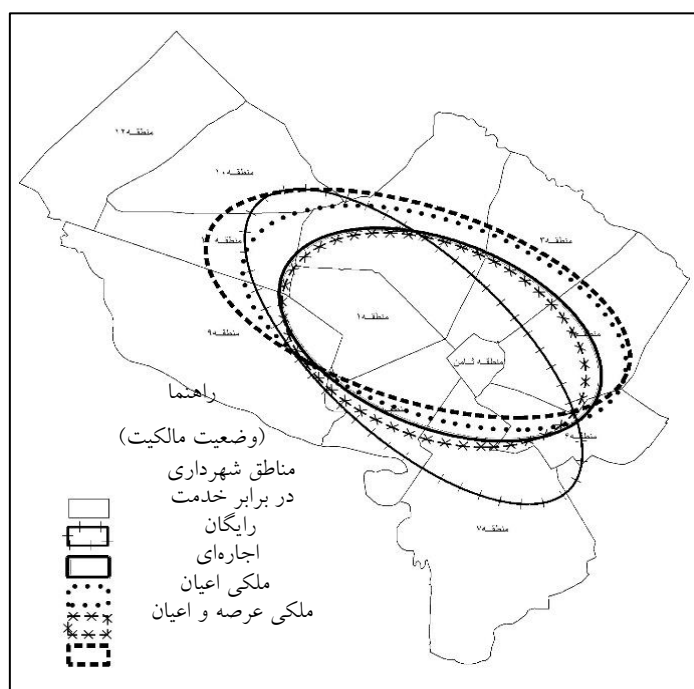 منطقه۱۲
منطقه۱۰
منطقه۳
منطقه۱
منطقه۹
منطقه ثامن
منطقه۷
راهنما
(وضعیت مالکیت)
مناطق شهرداری
در برابر خدمت
رایگان
اجاره‌ای
ملکی اعیان
ملکی عرصه و اعیان